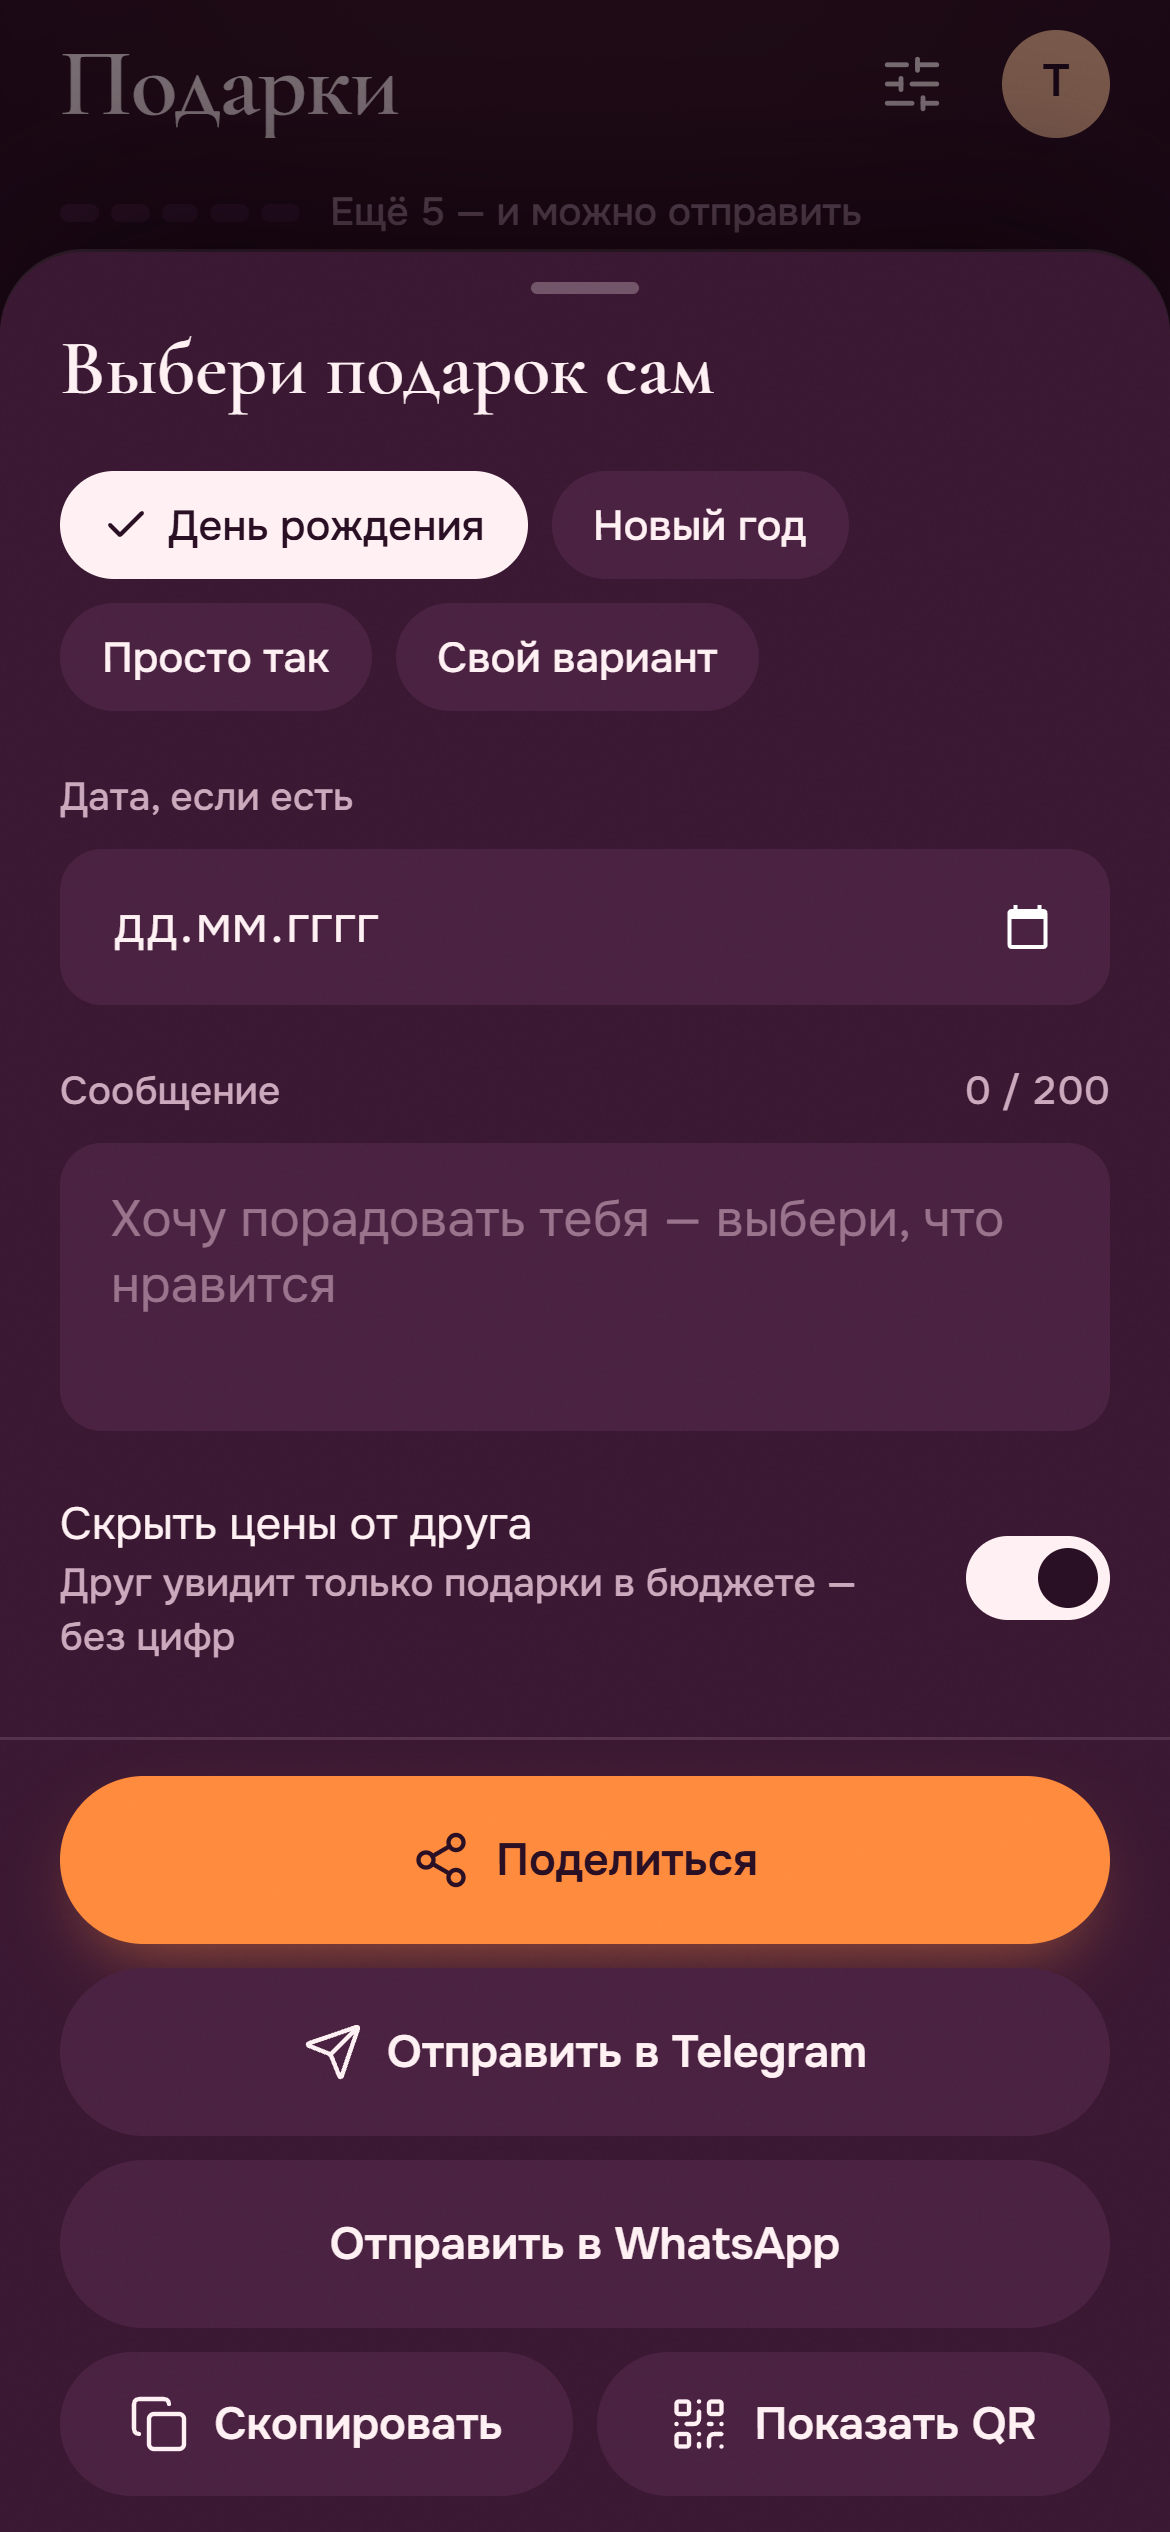 Подарки
T
Ещё 5 — и можно отправить
Выбери подарок сам
День рождения
Новый год
Просто так
Свой вариант
Дата, если есть
дд.мм.гггг
Сообщение
0 / 200
Хочу порадовать тебя — выбери, что
нравится
Скрыть цены от друга
Друг увидит только подарки в бюджете —
без цифр
Поделиться
Отправить в Telegram
Отправить в WhatsApp
Скопировать
Показать QR